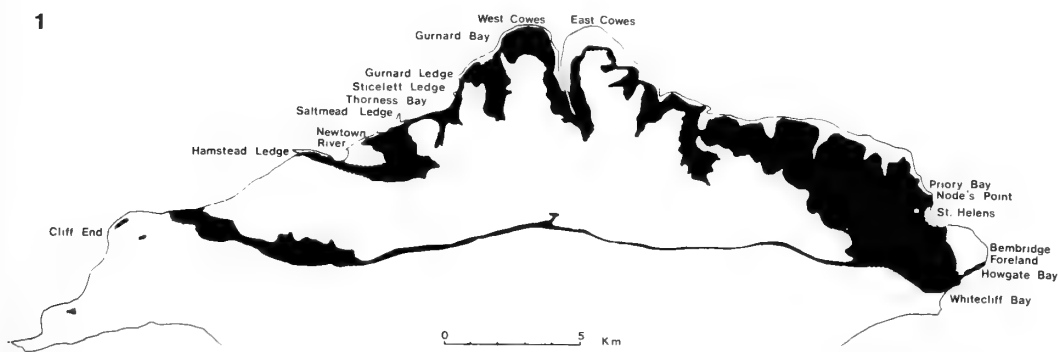 1
West Cowes
East Cowes
Gurnard Bay
Gurnard Ledge
Sticelett Ledge
Thorness Bay
Saltmead Ledge
Newtown
River
Hamstead Ledge
Cliff End
Priory Bay
Node's Point
St. Helens
Bembridge
Foreland
Howgate Bay
Whitecliff Bay
0 5
Km